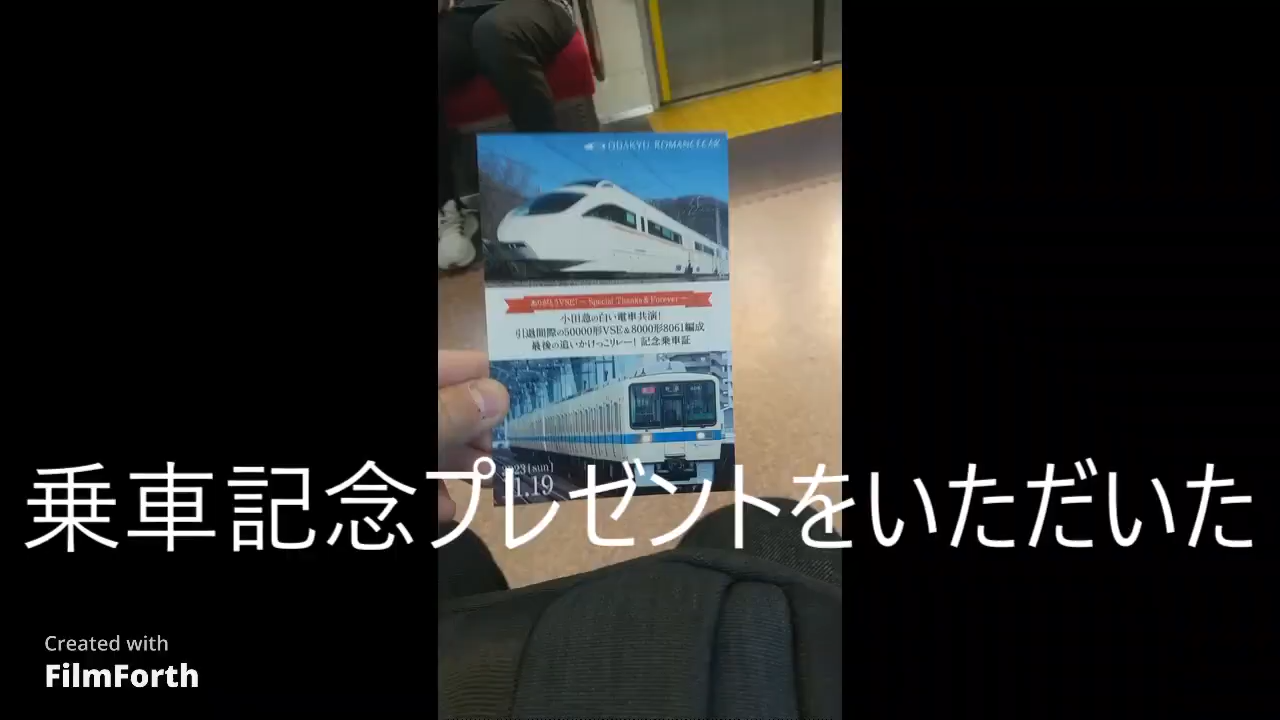 ODAKYU ROMANCECAR
ありがとうVSE!! ～ Special Thanks & Forever ～
小田急の白い電車共演!
引退間際の50000形VSE&8000形8061編成
最後の追いかけっこリレー! 記念乗車証
2023[sun]
11.19
乗車記念プレゼントをいただいた
Created with
FilmForth